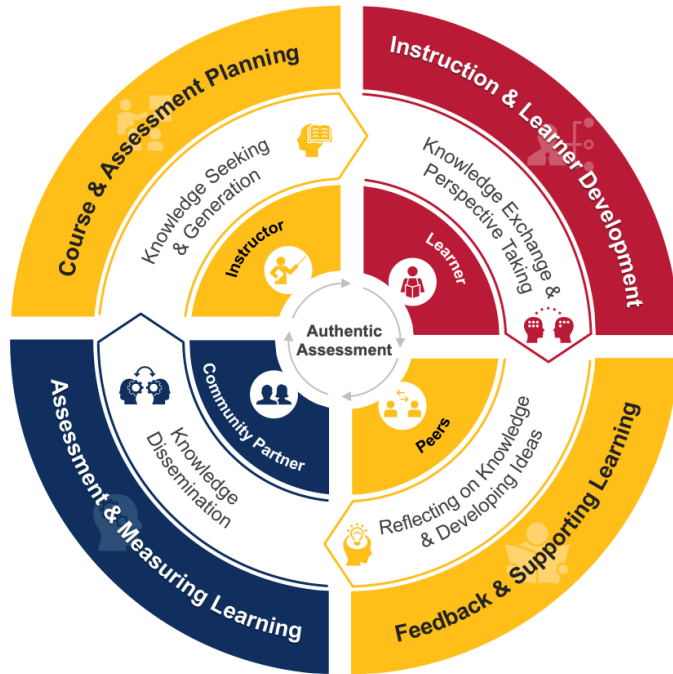 Course & Assessment Planning
Knowledge Seeking
& Generation
Instructor
Instruction & Learner Development
Knowledge Exchange &
Perspective Taking
Learner
Authentic
Assessment
Community Partner
Knowledge
Dissemination
Assessment & Measuring Learning
Peers
Reflecting on Knowledge
& Developing Ideas
Feedback & Supporting Learning